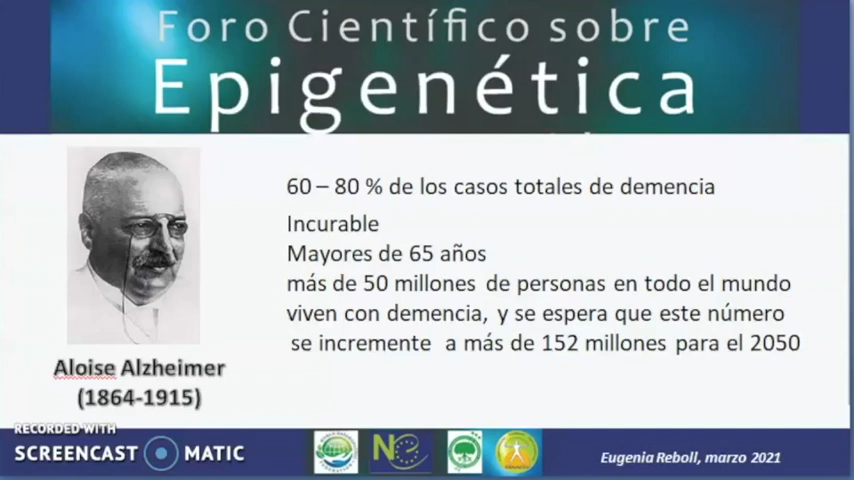 Foro Científico sobre
Epigenética
60 – 80 % de los casos totales de demencia
Incurable
Mayores de 65 años
más de 50 millones de personas en todo el mundo
viven con demencia, y se espera que este número
se incremente a más de 152 millones para el 2050
Aloise Alzheimer
(1864-1915)
RECORDED WITH
SCREENCAST MATIC
Ne
Eugenia Reboll, marzo 2021